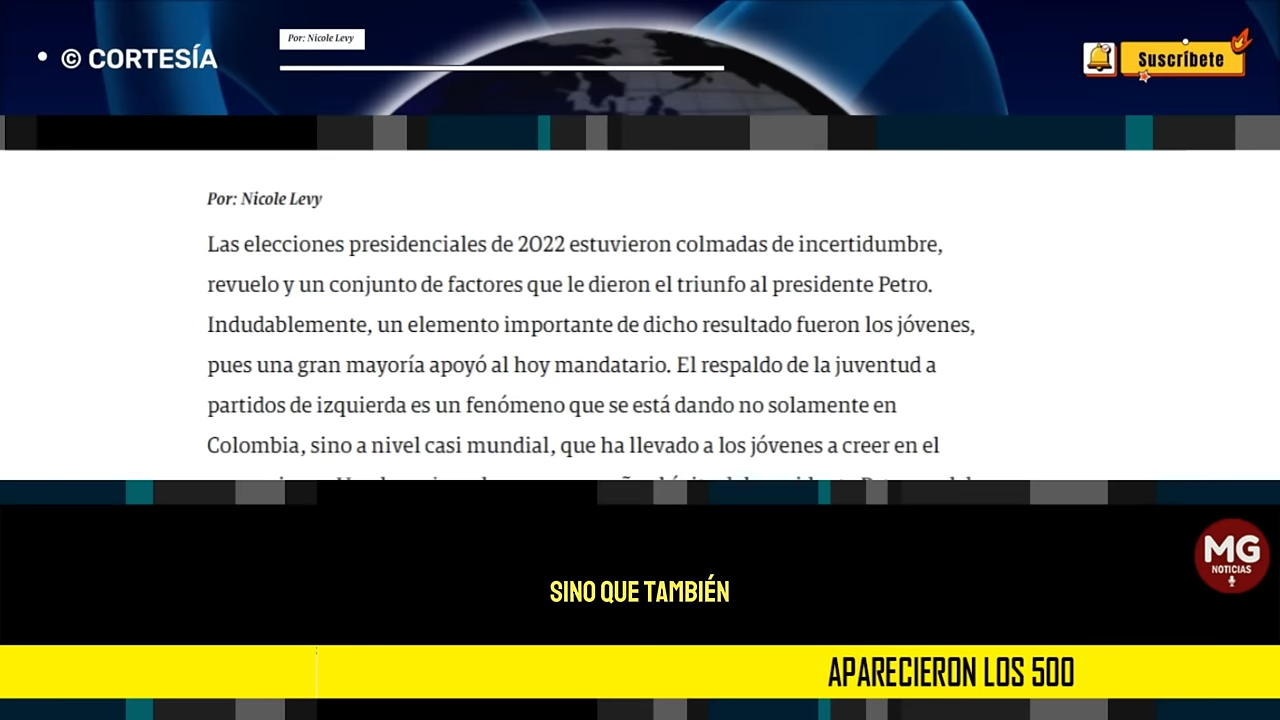 © CORTESÍA
Por: Nicole Levy
Suscríbete
Por: Nicole Levy
Las elecciones presidenciales de 2022 estuvieron colmadas de incertidumbre,
revuelo y un conjunto de factores que le dieron el triunfo al presidente Petro.
Indudablemente, un elemento importante de dicho resultado fueron los jóvenes,
pues una gran mayoría apoyó al hoy mandatario. El respaldo de la juventud a
partidos de izquierda es un fenómeno que se está dando no solamente en
Colombia, sino a nivel casi mundial, que ha llevado a los jóvenes a creer en el
MG
NOTICIAS
SINO QUE TAMBIÉN
APARECIERON LOS 500